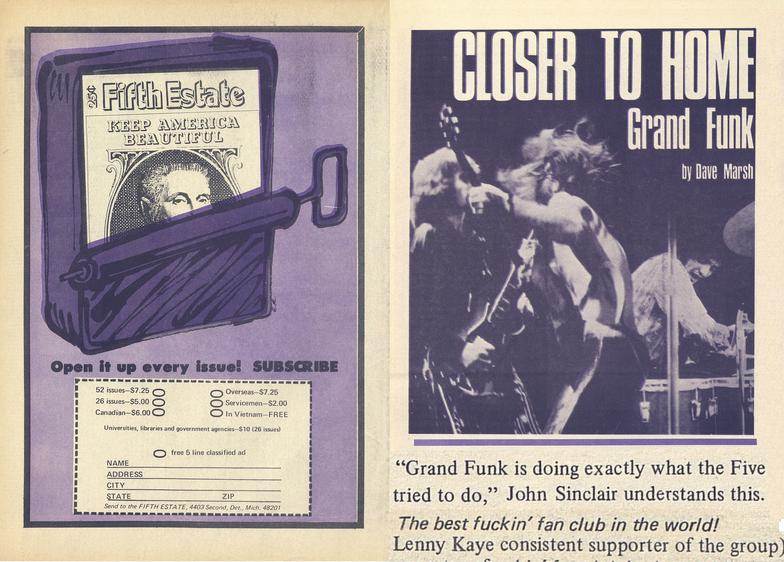 25¢ Fifth Estate
KEEP AMERICA
BEAUTIFUL
Open it up every issue! SUBSCRIBE
52 issues—$7.25
26 issues—$5.00
Canadian—$6.00
Overseas—$7.25
Servicemen—$2.00
In Vietnam—FREE
Universities, libraries and government agencies—$10 (26 issues)
free 5 line classified ad
NAME
ADDRESS
CITY
STATE ZIP
Send to the FIFTH ESTATE, 4403 Second, Det., Mich. 48201
CLOSER TO HOME
Grand Funk
by Dave Marsh
“Grand Funk is doing exactly what the Five
tried to do,” John Sinclair understands this.
The best fuckin’ fan club in the world!
Lenny Kaye consistent supporter of the group)